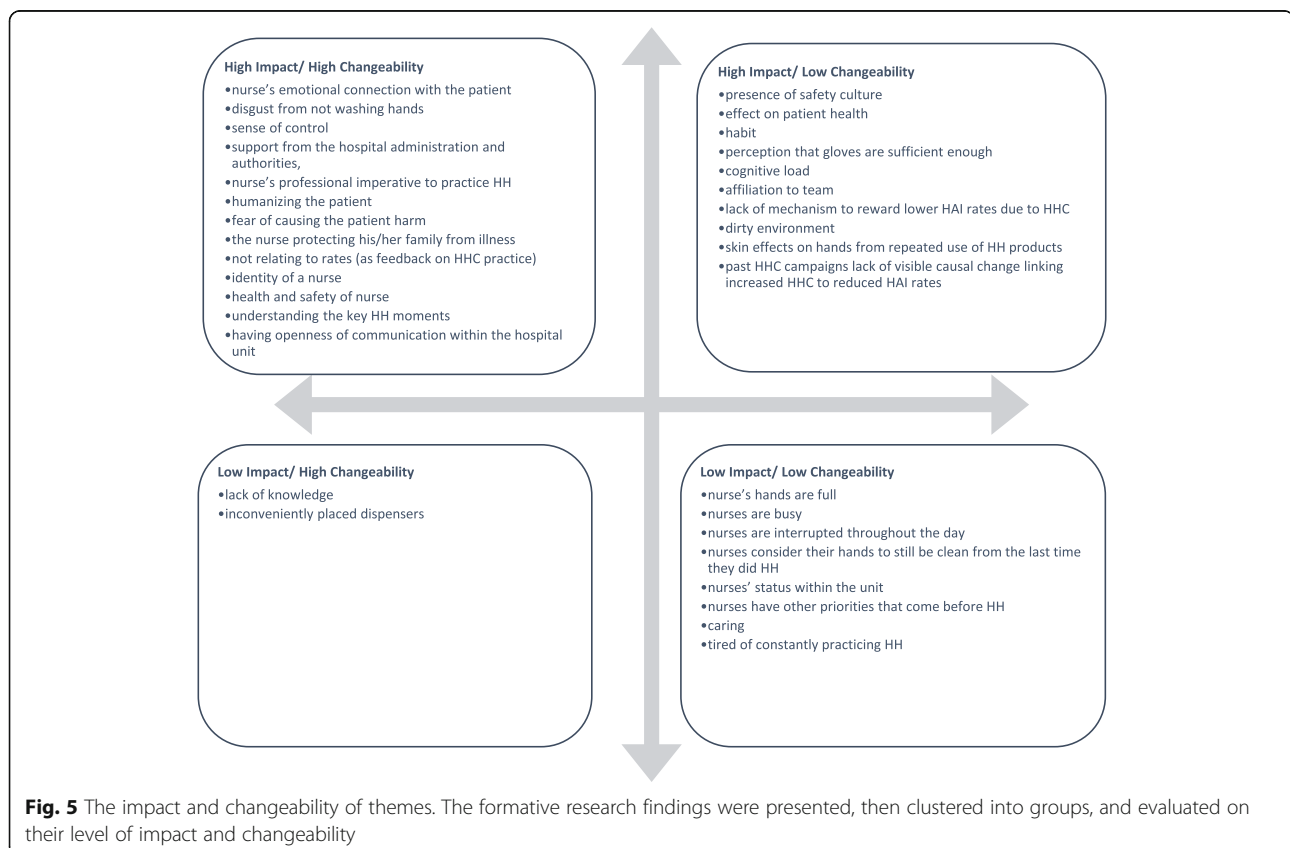 High Impact/ High Changeability
•nurse's emotional connection with the patient
•disgust from not washing hands
•sense of control
•support from the hospital administration and
authorities,
•nurse's professional imperative to practice HH
•humanizing the patient
•fear of causing the patient harm
•the nurse protecting his/her family from illness
•not relating to rates (as feedback on HHC practice)
•identity of a nurse
•health and safety of nurse
•understanding the key HH moments
•having openness of communication within the hospital
unit
High Impact/ Low Changeability
•presence of safety culture
•effect on patient health
•habit
•perception that gloves are sufficient enough
•cognitive load
•affiliation to team
•lack of mechanism to reward lower HAI rates due to HHC
•dirty environment
•skin effects on hands from repeated use of HH products
•past HHC campaigns lack of visible causal change linking
increased HHC to reduced HAI rates
Low Impact/ High Changeability
•lack of knowledge
•inconveniently placed dispensers
Low Impact/ Low Changeability
•nurse's hands are full
•nurses are busy
•nurses are interrupted throughout the day
•nurses consider their hands to still be clean from the last time
they did HH
•nurses' status within the unit
•nurses have other priorities that come before HH
•caring
•tired of constantly practicing HH
Fig. 5 The impact and changeability of themes. The formative research findings were presented, then clustered into groups, and evaluated on
their level of impact and changeability